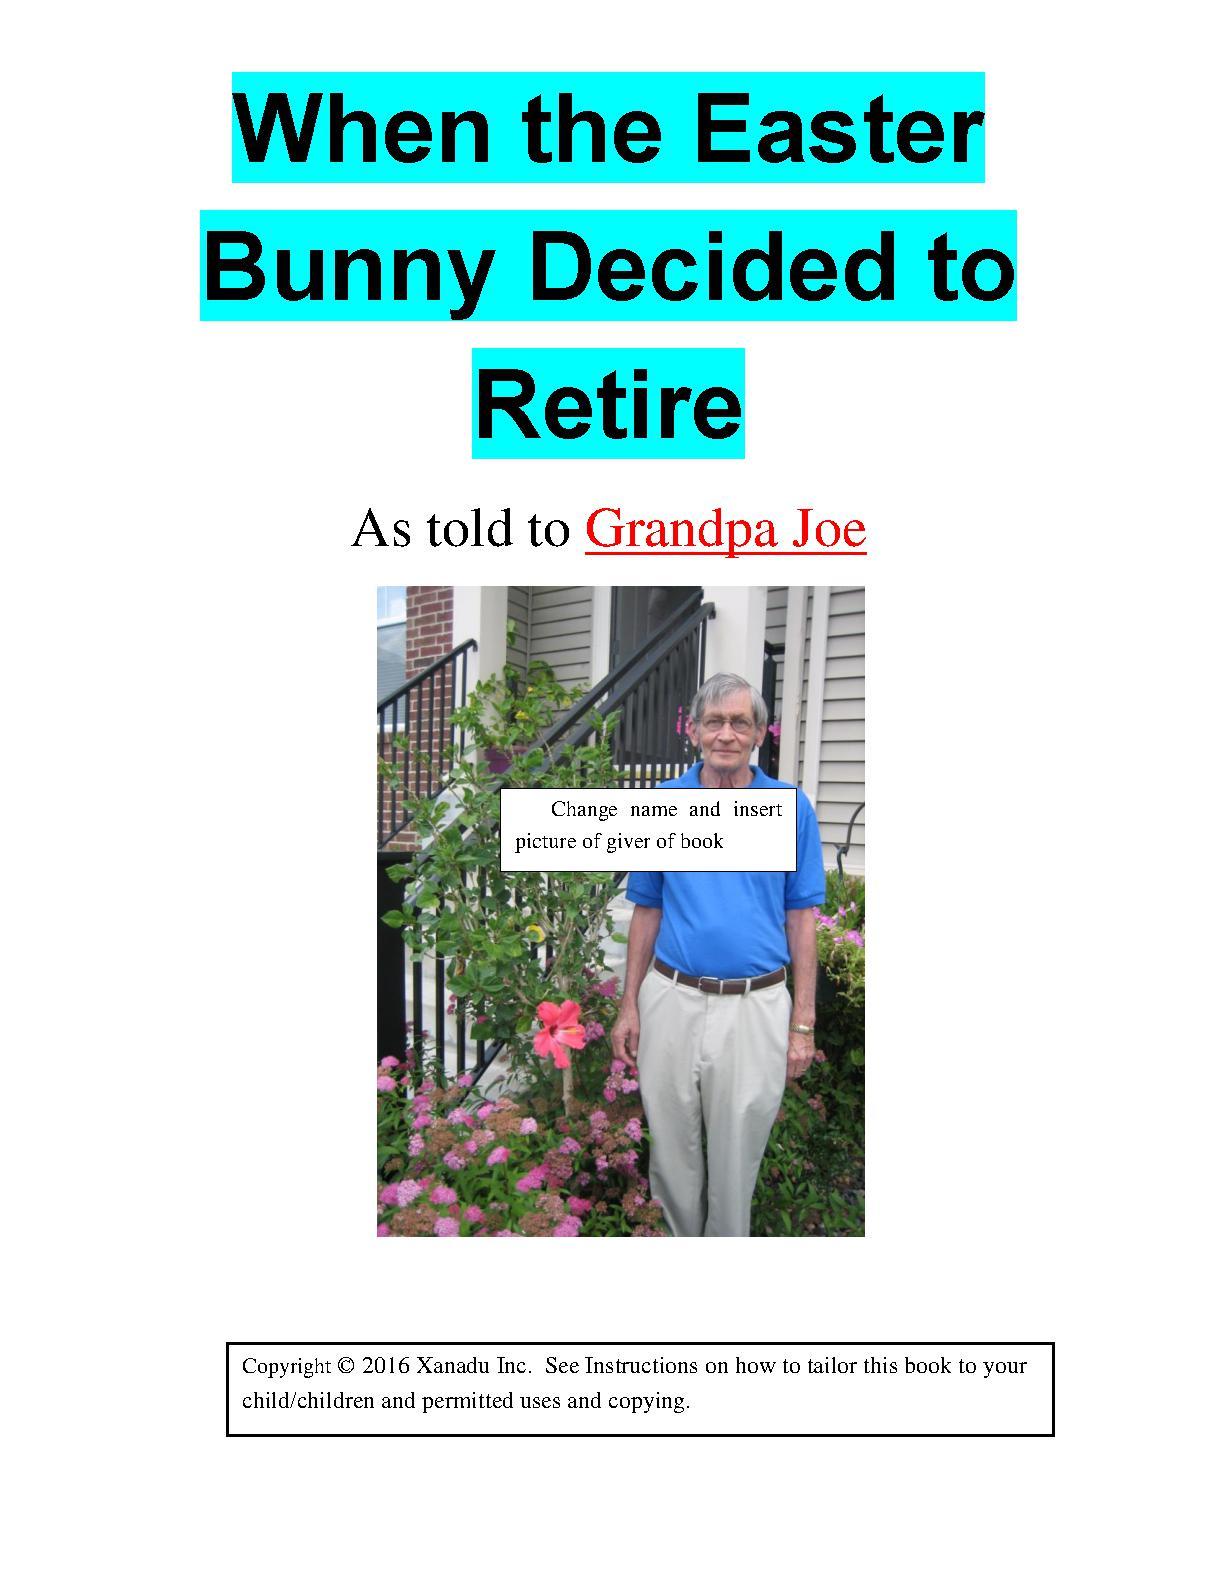 When the Easter
Bunny Decided to
Retire
As told to Grandpa Joe
Change name and insert
picture of giver of book
Copyright © 2016 Xanadu Inc.  See Instructions on how to tailor this book to your
child/children and permitted uses and copying.